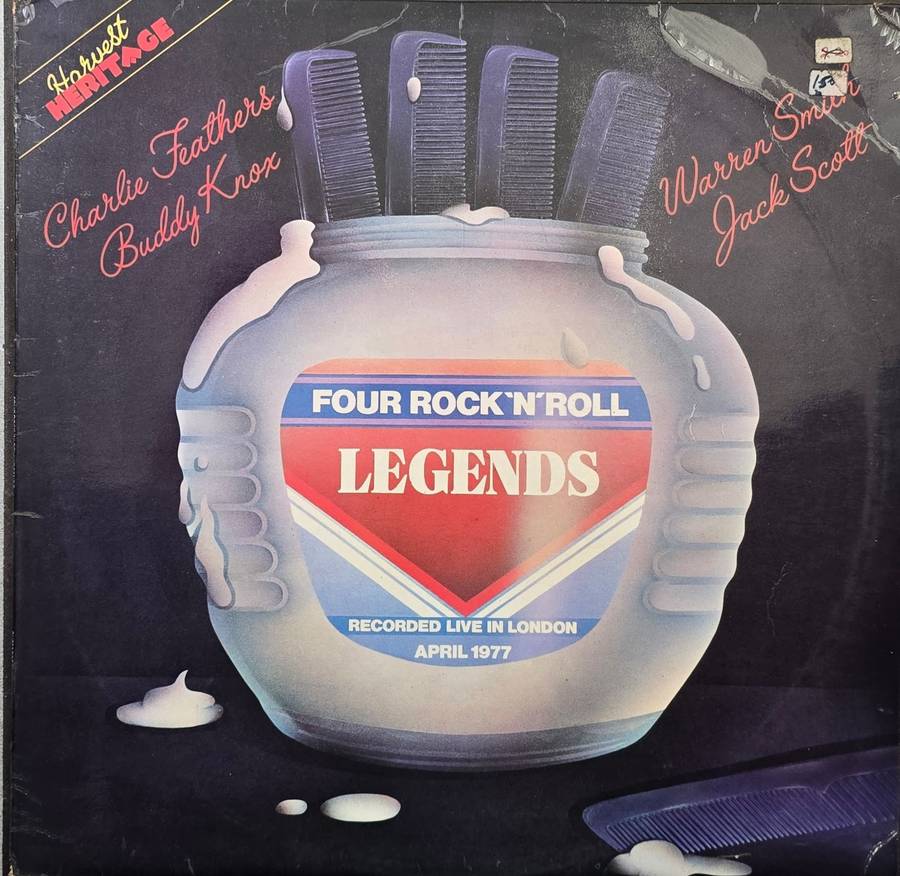 Harvest
HERITAGE
Charlie Feathers
Buddy Knox
Warren Smith
Jack Scott
FOUR ROCK`N´ROLL
LEGENDS
RECORDED LIVE IN LONDON
APRIL 1977